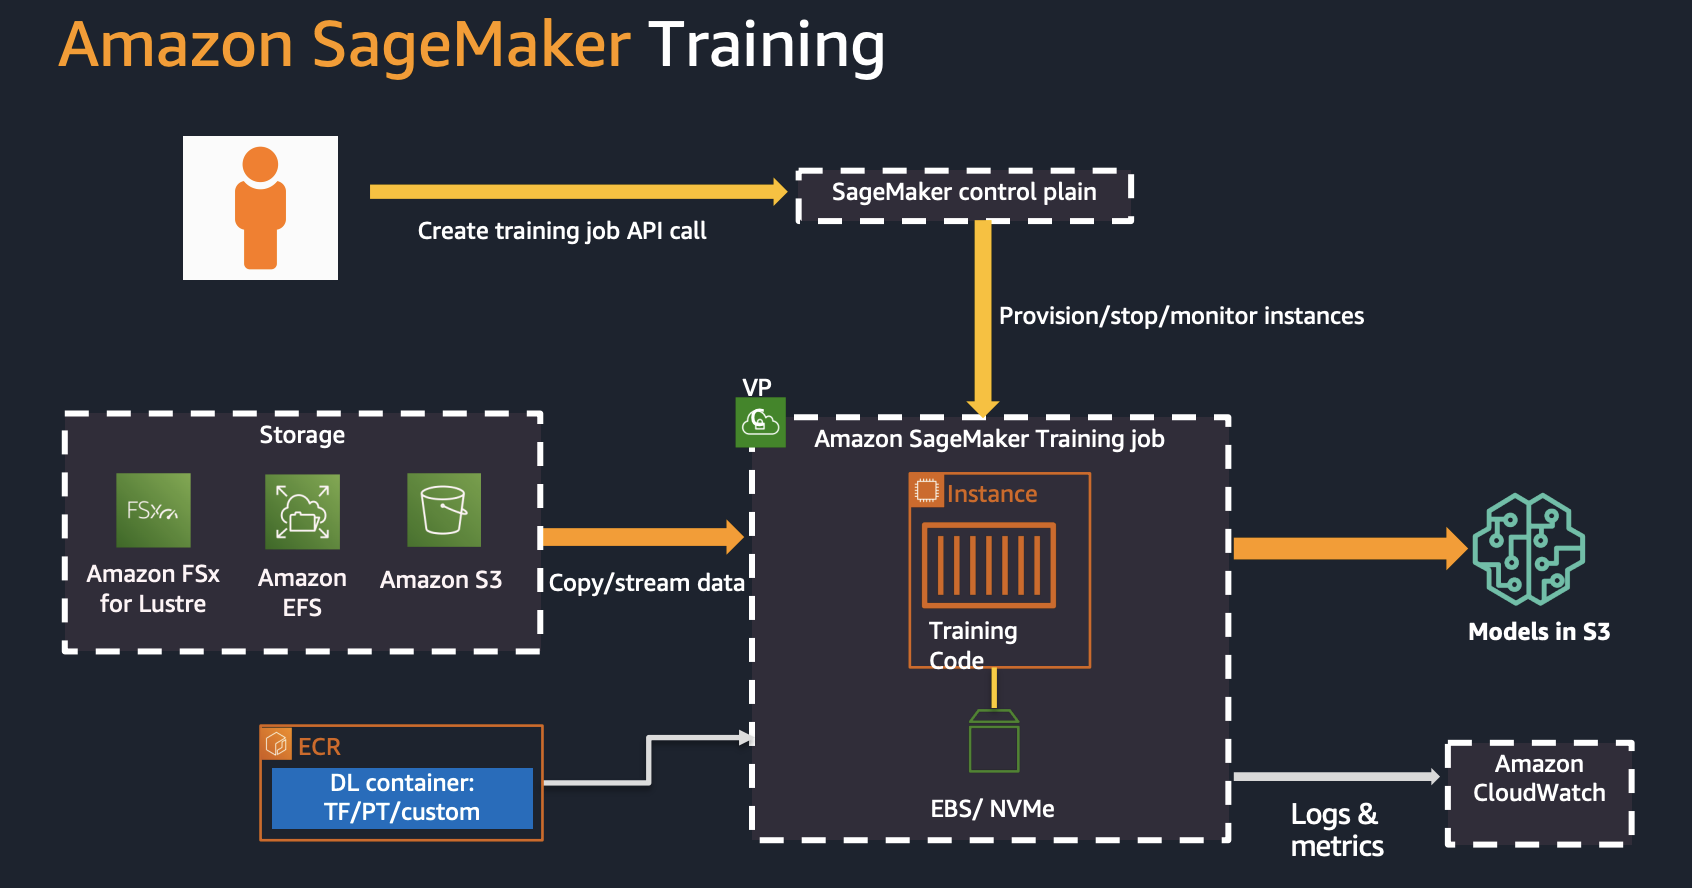 Amazon SageMaker Training
SageMaker control plain
Create training job API call
Provision/stop/monitor instances
VP
C
Storage
Amazon SageMaker Training job
Instance
FSx
Amazon FSx
for Lustre
Amazon
EFS
Amazon S3
Copy/stream data
Training
Code
Models in S3
ECR
DL container:
TF/PT/custom
EBS/ NVMe
Logs &
metrics
Amazon
CloudWatch